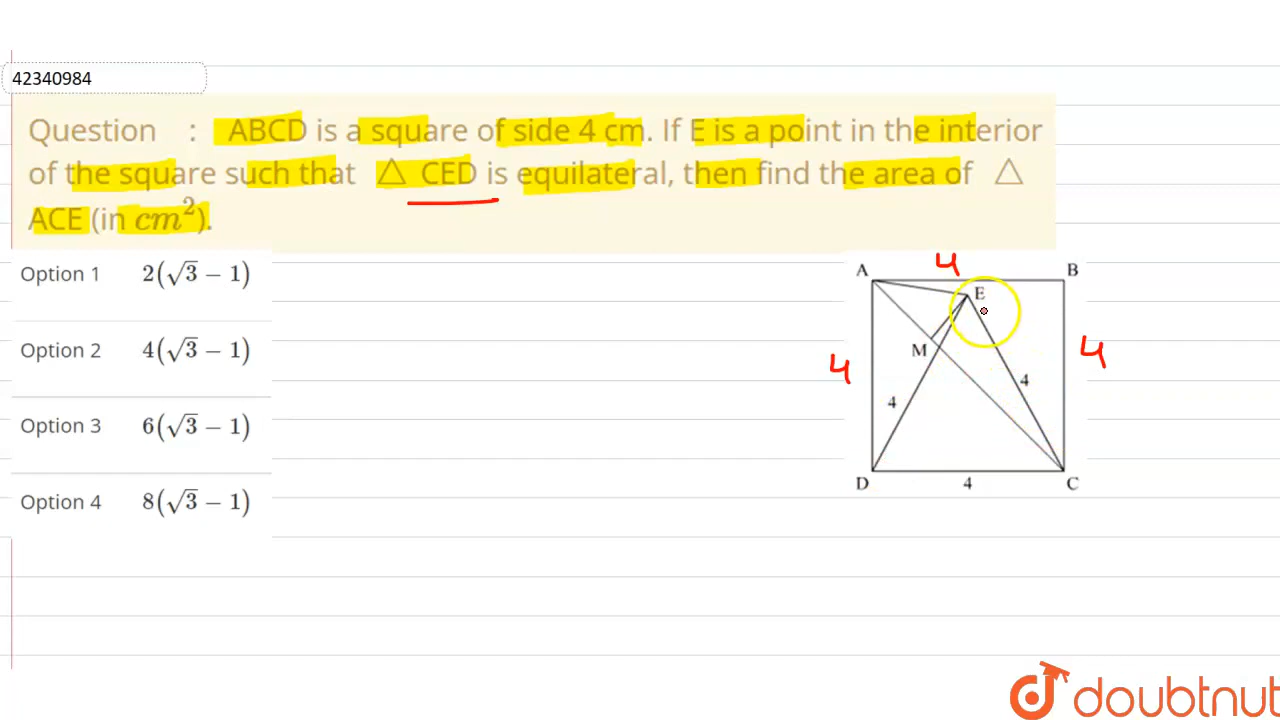 42340984
Question : ABCD is a square of side 4 cm. If E is a point in the interior
of the square such that △ CED is equilateral, then find the area of △
ACE (in cm²).
Option 1 2(√3 − 1)
Option 2 4(√3 − 1)
Option 3 6(√3 − 1)
Option 4 8(√3 − 1)
4
A B
E
4 M 4
4 4
D 4 C
doubtnut